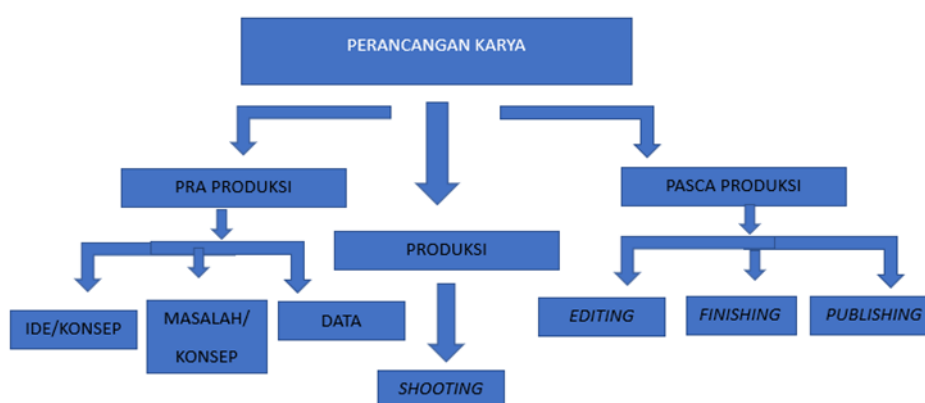 PERANCANGAN KARYA
PRA PRODUKSI
PASCA PRODUKSI
PRODUKSI
IDE/KONSEP
MASALAH/
KONSEP
DATA
EDITING
FINISHING
PUBLISHING
SHOOTING